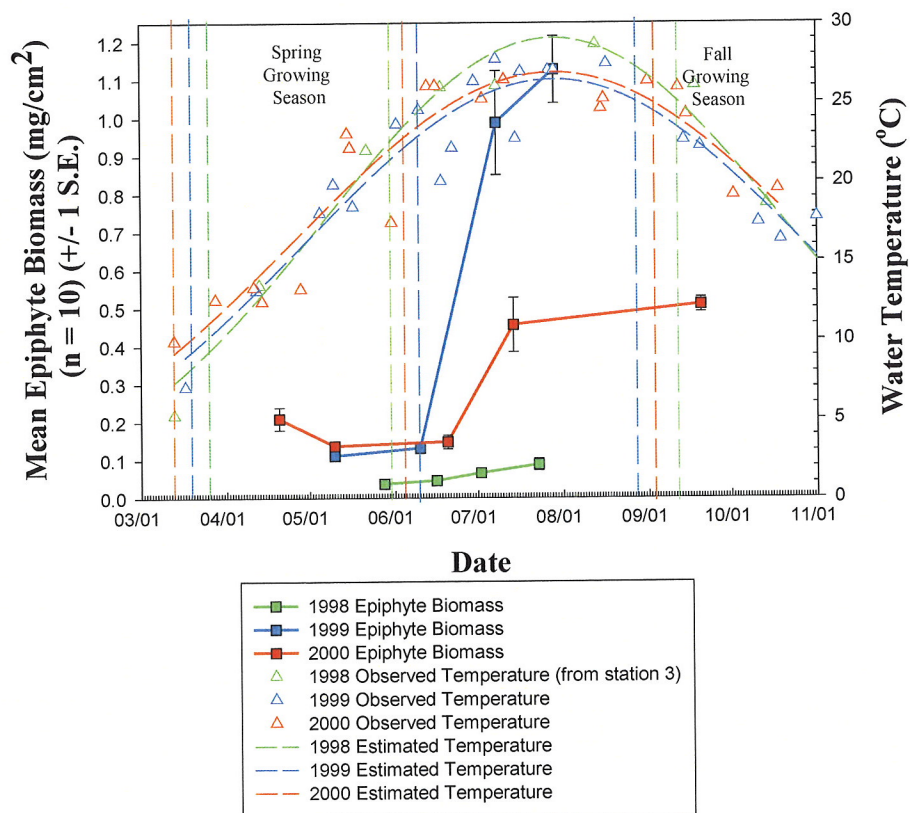 Mean Epiphyte Biomass (mg/cm2)
(n = 10) (+/- 1 S.E.)
1.2
1.1
1.0
0.9
0.8
0.7
0.6
0.5
0.4
0.3
0.2
0.1
0.0
Spring
Growing
Season
Fall
Growing
Season
30
25
20
15
10
5
0
Water Temperature (oC)
03/01 04/01 05/01 06/01 07/01 08/01 09/01 10/01 11/01
Date
1998 Epiphyte Biomass
1999 Epiphyte Biomass
2000 Epiphyte Biomass
1998 Observed Temperature (from station 3)
1999 Observed Temperature
2000 Observed Temperature
1998 Estimated Temperature
1999 Estimated Temperature
2000 Estimated Temperature